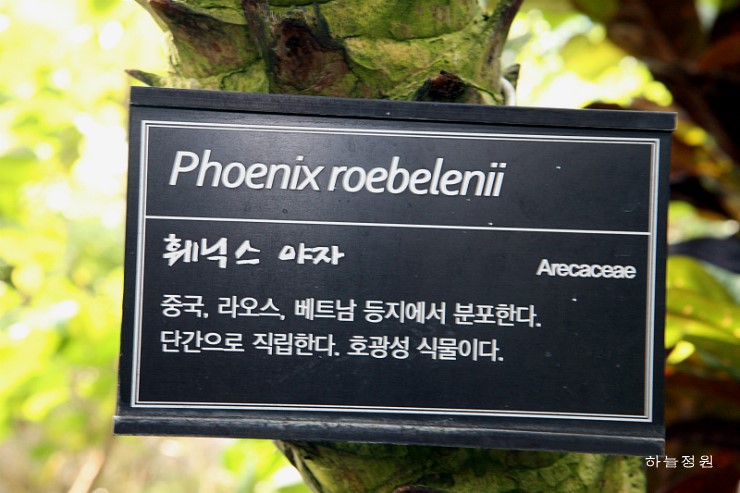 Phoenix roebelenii
훼닉스 야자
Arecaceae
중국, 라오스, 베트남 등지에서 분포한다.
단간으로 직립한다. 호광성 식물이다.
하늘정원